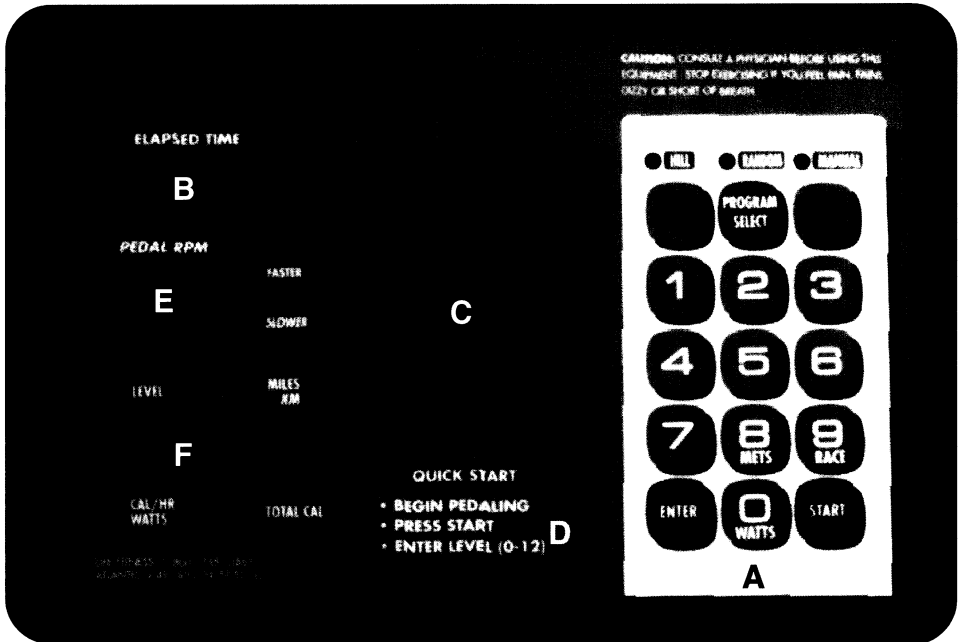 CAUTION: CONSULT A PHYSICIAN BEFORE USING THIS
EQUIPMENT. STOP EXERCISING IF YOU FEEL PAIN, FAINT,
DIZZY OR SHORT OF BREATH.
ELAPSED TIME
B
PEDAL RPM
E
FASTER
SLOWER
C
LEVEL
MILES
KM
F
CAL/HR
WATTS
TOTAL CAL
QUICK START
• BEGIN PEDALING
• PRESS START
• ENTER LEVEL (0-12)
D
HILL RANDOM MANUAL
PROGRAM
SELECT
1 2 3
4 5 6
7 8 9
METS RACE
ENTER 0 START
WATTS
A